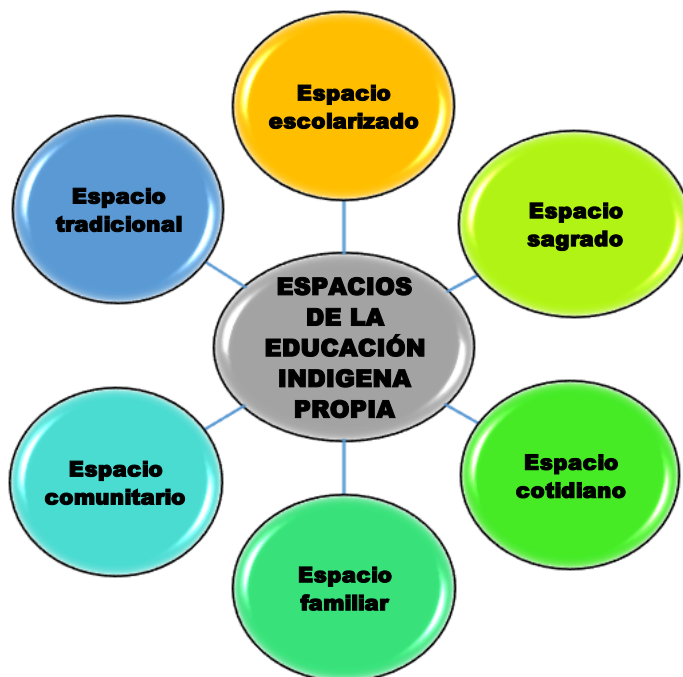 Espacio
escolarizado
Espacio
tradicional
Espacio
sagrado
ESPACIOS
DE LA
EDUCACIÓN
INDIGENA
PROPIA
Espacio
comunitario
Espacio
cotidiano
Espacio
familiar